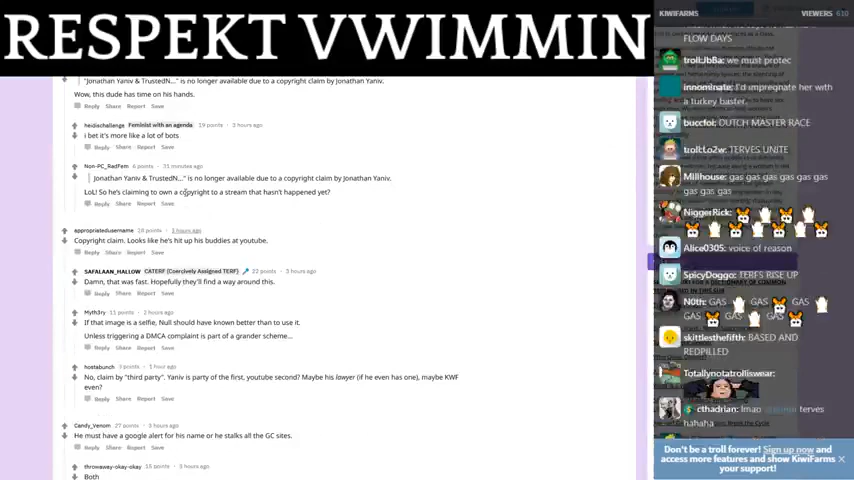 RESPEKT VWIMMIN
"Jonathan Yaniv & TrustedN..." is no longer available due to a copyright claim by Jonathan Yaniv.
Wow, this dude has time on his hands.
Reply Share Report Save
heidiachallenge Feminist with an agenda 19 points · 3 hours ago
i bet it's more like a lot of bots
Reply Share Report Save
Non-PC_RadFem 6 points · 31 minutes ago
Jonathan Yaniv & TrustedN..." is no longer available due to a copyright claim by Jonathan Yaniv.
LoL! So he's claiming to own a copyright to a stream that hasn't happened yet?
Reply Share Report Save
appropriatedusername 28 points · 3 hours ago
Copyright claim. Looks like he's hit up his buddies at youtube.
Reply Share Report Save
SAFALAAN_HALLOW CATERF (Coercively Assigned TERF) 22 points · 3 hours ago
Damn, that was fast. Hopefully they'll find a way around this.
Reply Share Report Save
Myth3ry 11 points · 2 hours ago
If that image is a selfie, Null should have known better than to use it.
Unless triggering a DMCA complaint is part of a grander scheme...
Reply Share Report Save
hostabunch 3 points · 1 hour ago
No, claim by "third party". Yaniv is party of the first, youtube second? Maybe his lawyer (if he even has one), maybe KWF
even?
Reply Share Report Save
Candy_Venom 27 points · 3 hours ago
He must have a google alert for his name or he stalks all the GC sites.
Reply Share Report Save
throwaway-okay-okay 15 points · 3 hours ago
Both
KIWIFARMS VIEWERS 610
FLOW DAYS
troll:JbBa: we must protec
innominate: I'd impregnate her with
a turkey baster.
buccfoi: DUTCH MASTER RACE
troll:Lo2w: TERVES UNITE
Millhouse: gas gas gas gas gas gas
gas gas gas
NiggerRick:
Alice0305: voice of reason
SpicyDoggo: TERFS RISE UP
N0th: GAS GAS GAS
GAS GAS GAS
skittlesthefifth: BASED AND
REDPILLED
Totallynotatrolliswear:
cthadrian: lmao terves
hahaha
Don't be a troll forever! Sign up now and
access more features and show KiwiFarms
your support!